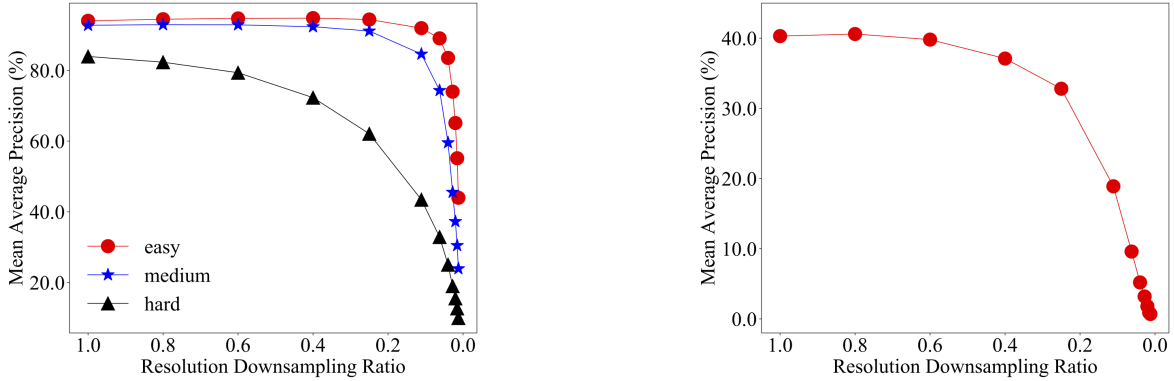 Mean Average Precision (%)
80.0
60.0
40.0
20.0
easy
medium
hard
1.0 0.8 0.6 0.4 0.2 0.0
Resolution Downsampling Ratio
Mean Average Precision (%)
40.0
30.0
20.0
10.0
0.0
1.0 0.8 0.6 0.4 0.2 0.0
Resolution Downsampling Ratio